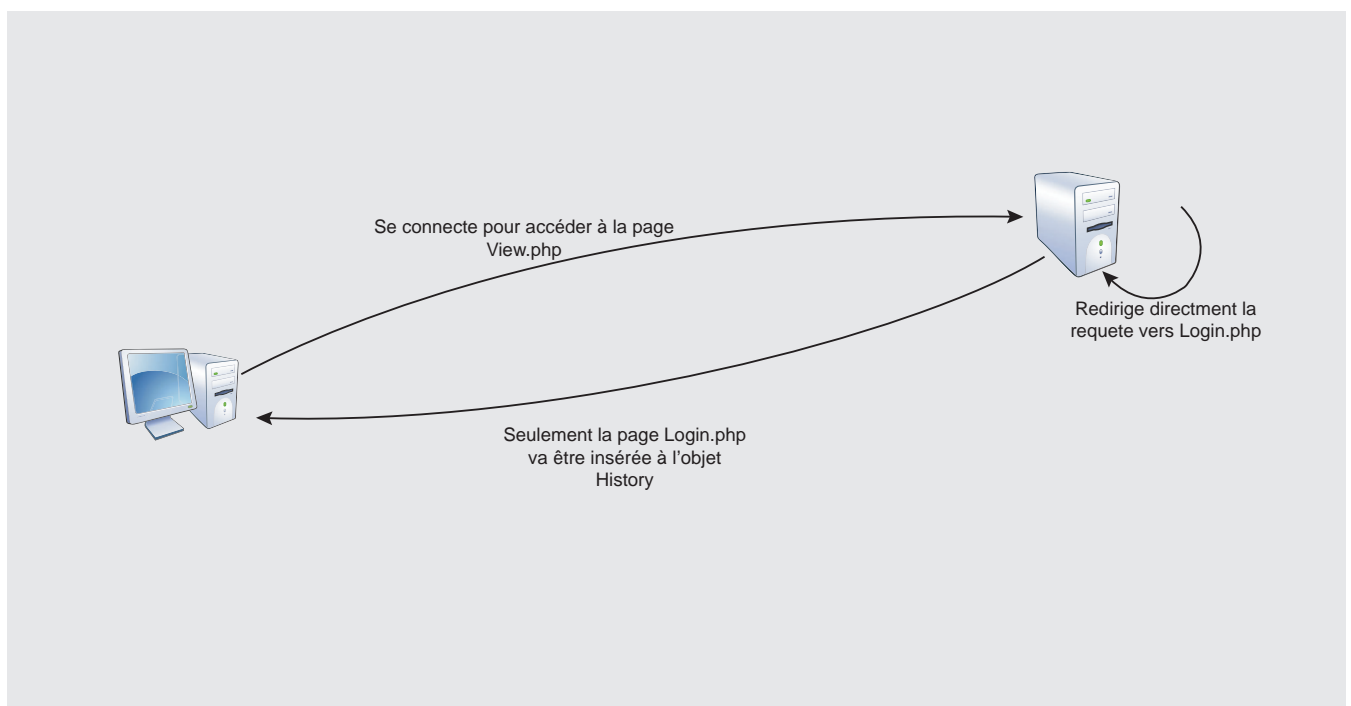 Se connecte pour accéder à la page
View.php
Redirige directment la
requete vers Login.php
Seulement la page Login.php
va être insérée à l’objet
History